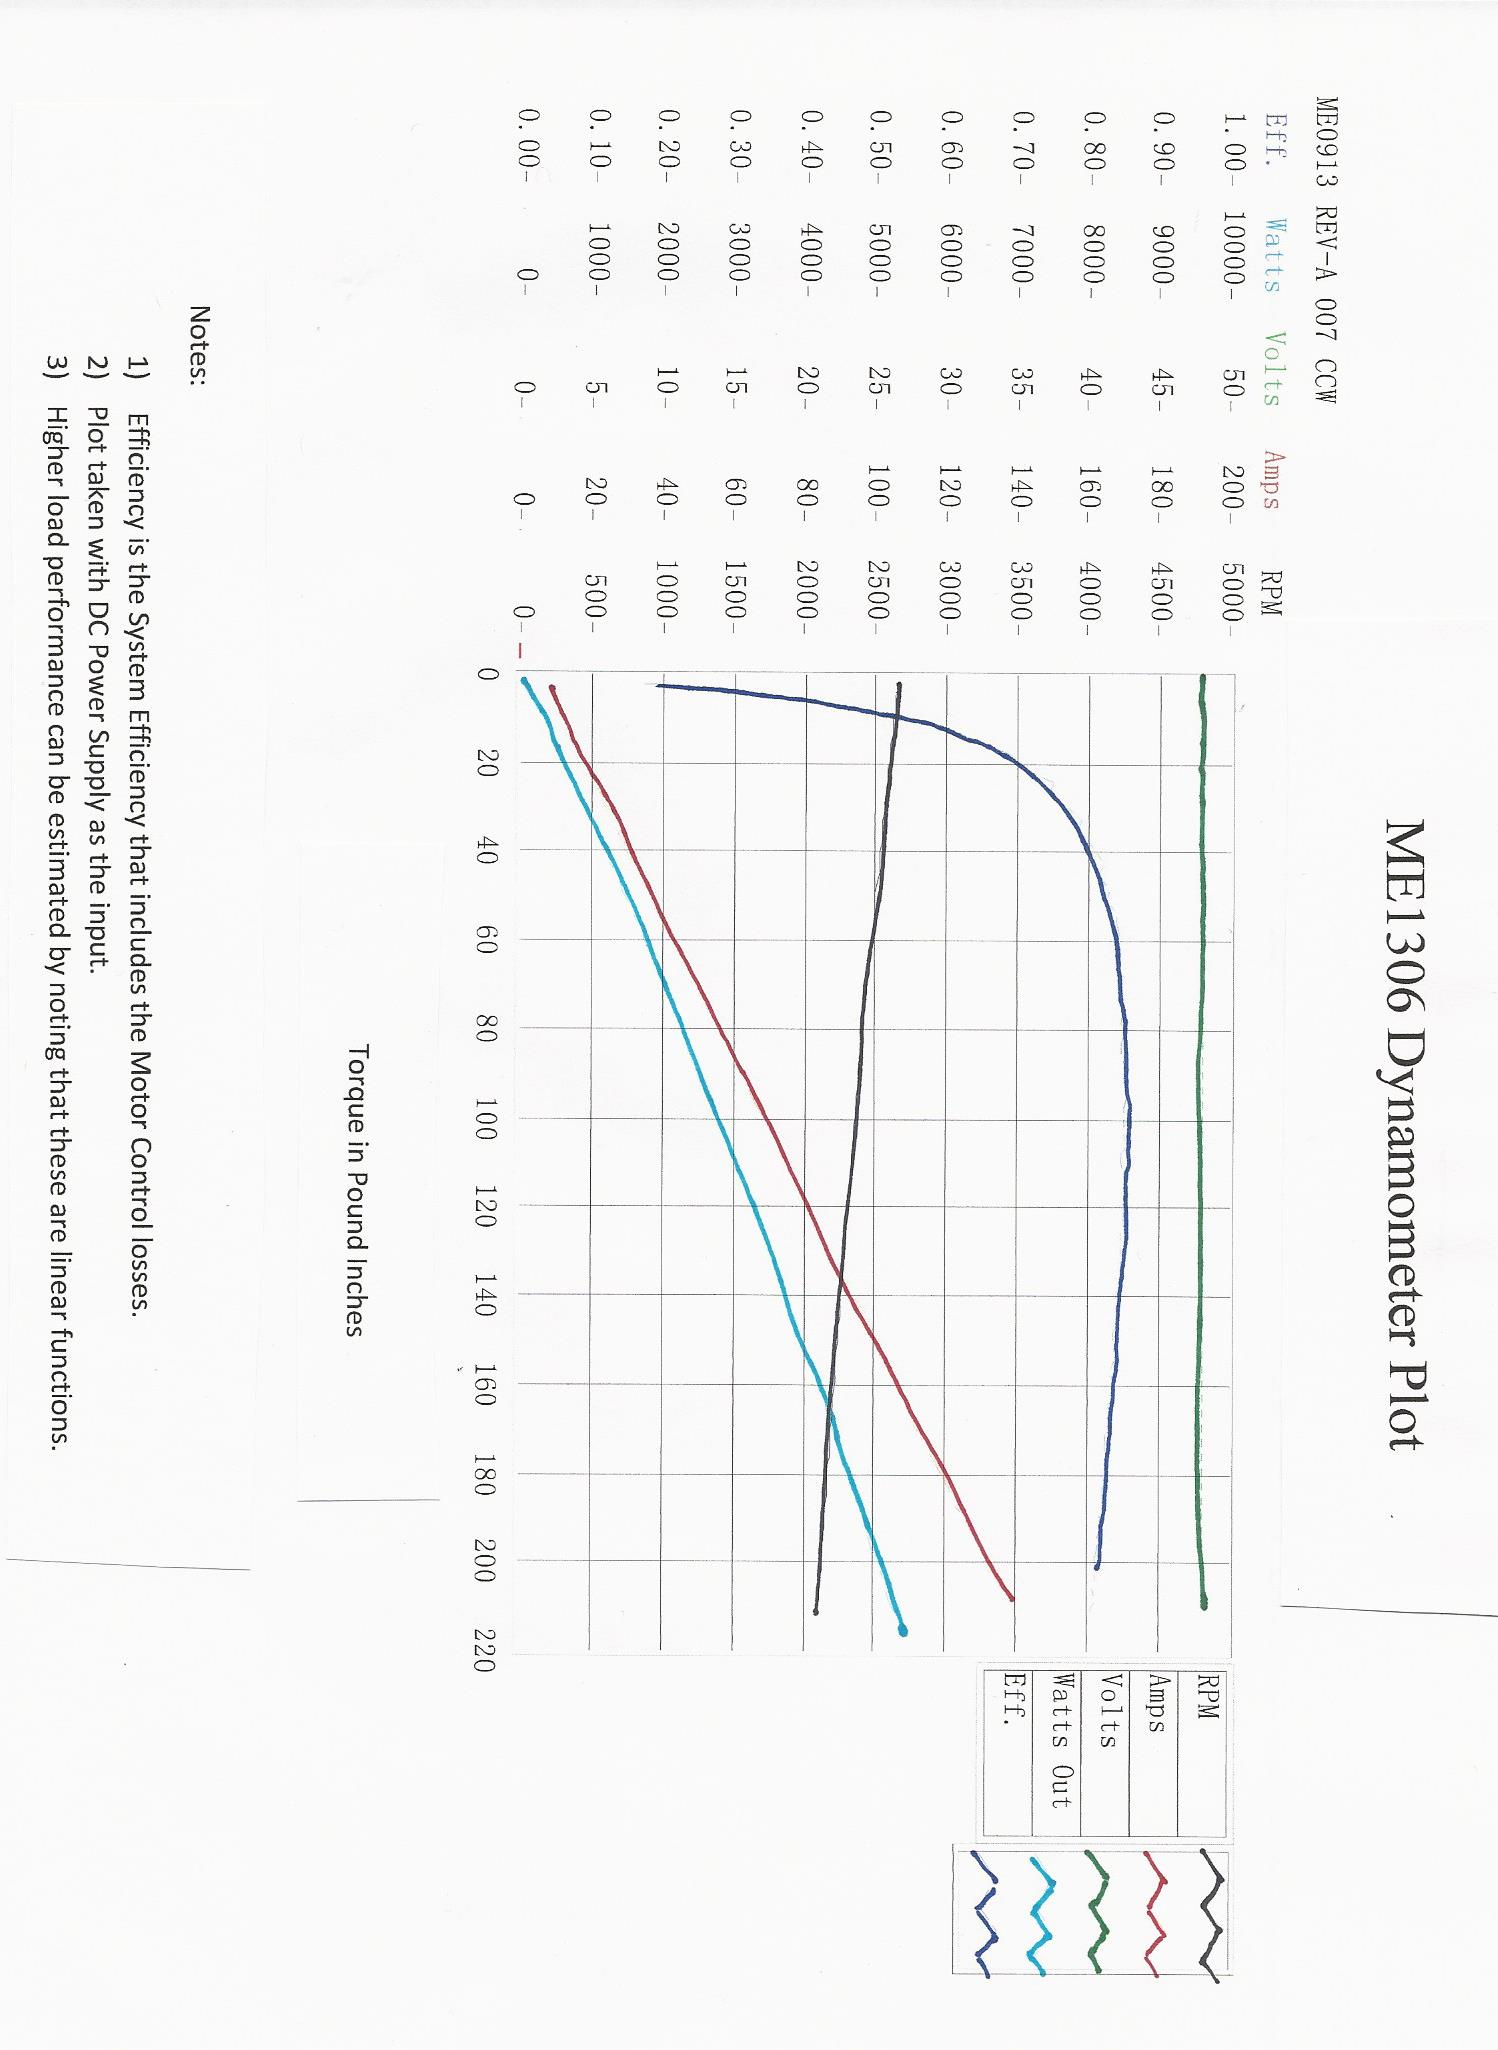 ME1306 Dynamometer Plot
ME0913 REV-A 007 CCW
Eff. Watts Volts Amps RPM
1.00- 10000- 50- 200- 5000-
0.90- 9000- 45- 180- 4500-
0.80- 8000- 40- 160- 4000-
0.70- 7000- 35- 140- 3500-
0.60- 6000- 30- 120- 3000-
0.50- 5000- 25- 100- 2500-
0.40- 4000- 20- 80- 2000-
0.30- 3000- 15- 60- 1500-
0.20- 2000- 10- 40- 1000-
0.10- 1000- 5- 20- 500-
0.00- 0- 0- 0- 0-
0 20 40 60 80 100 120 140 160 180 200 220
RPM
Amps
Volts
Watts Out
Eff.
Torque in Pound Inches
Notes:
1) Efficiency is the System Efficiency that includes the Motor Control losses.
2) Plot taken with DC Power Supply as the input.
3) Higher load performance can be estimated by noting that these are linear functions.